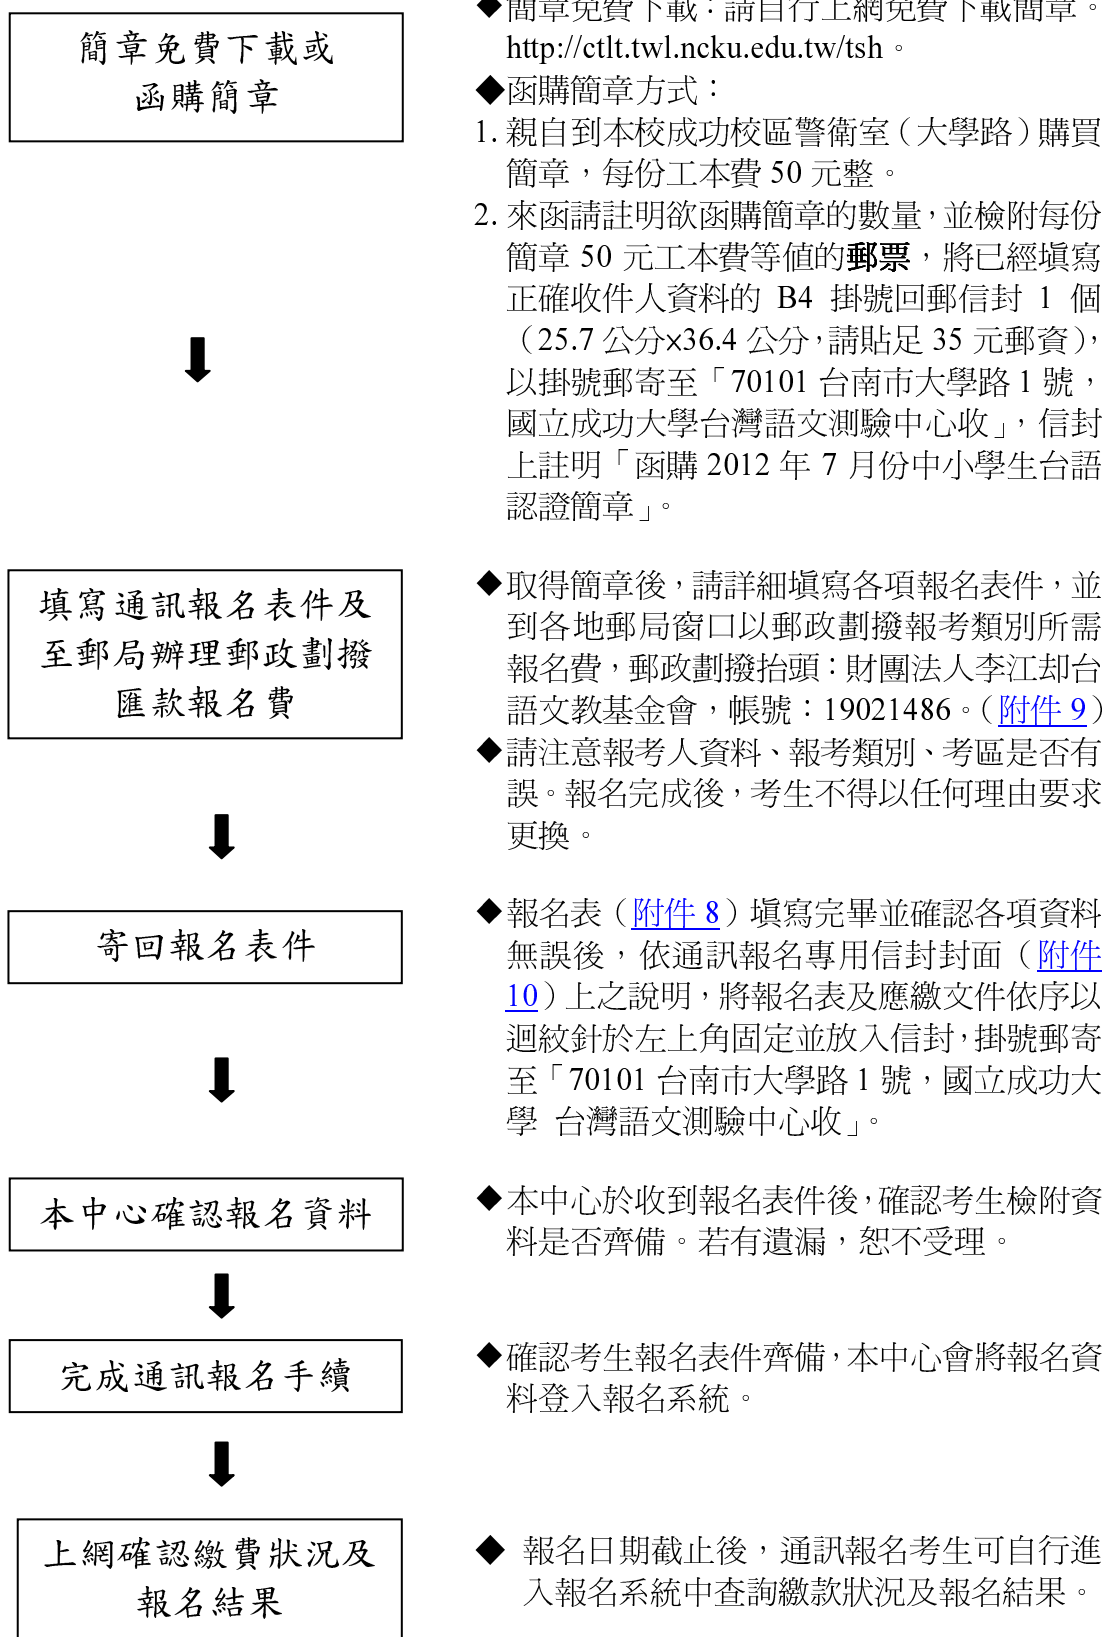 簡章免費下載或
函購簡章
◆簡章免費下載：請自行上網免費下載簡章。
http://ctlt.twl.ncku.edu.tw/tsh。
◆函購簡章方式：
1. 親自到本校成功校區警衛室（大學路）購買
簡章，每份工本費 50 元整。
2. 來函請註明欲函購簡章的數量，並檢附每份
簡章 50 元工本費等值的郵票，將已經填寫
正確收件人資料的 B4 掛號回郵信封 1 個
（25.7 公分×36.4 公分，請貼足 35 元郵資），
以掛號郵寄至「70101 台南市大學路 1 號，
國立成功大學台灣語文測驗中心收」，信封
上註明「函購 2012 年 7 月份中小學生台語
認證簡章」。
填寫通訊報名表件及
至郵局辦理郵政劃撥
匯款報名費
◆取得簡章後，請詳細填寫各項報名表件，並
到各地郵局窗口以郵政劃撥報考類別所需
報名費，郵政劃撥抬頭：財團法人李江却台
語文教基金會，帳號：19021486。（附件 9）
◆請注意報考人資料、報考類別、考區是否有
誤。報名完成後，考生不得以任何理由要求
更換。
寄回報名表件
◆報名表（附件 8）填寫完畢並確認各項資料
無誤後，依通訊報名專用信封封面（附件
10）上之說明，將報名表及應繳文件依序以
迴紋針於左上角固定並放入信封，掛號郵寄
至「70101 台南市大學路 1 號，國立成功大
學 台灣語文測驗中心收」。
本中心確認報名資料
◆本中心於收到報名表件後，確認考生檢附資
料是否齊備。若有遺漏，恕不受理。
完成通訊報名手續
◆確認考生報名表件齊備，本中心會將報名資
料登入報名系統。
上網確認繳費狀況及
報名結果
◆ 報名日期截止後，通訊報名考生可自行進
入報名系統中查詢繳款狀況及報名結果。